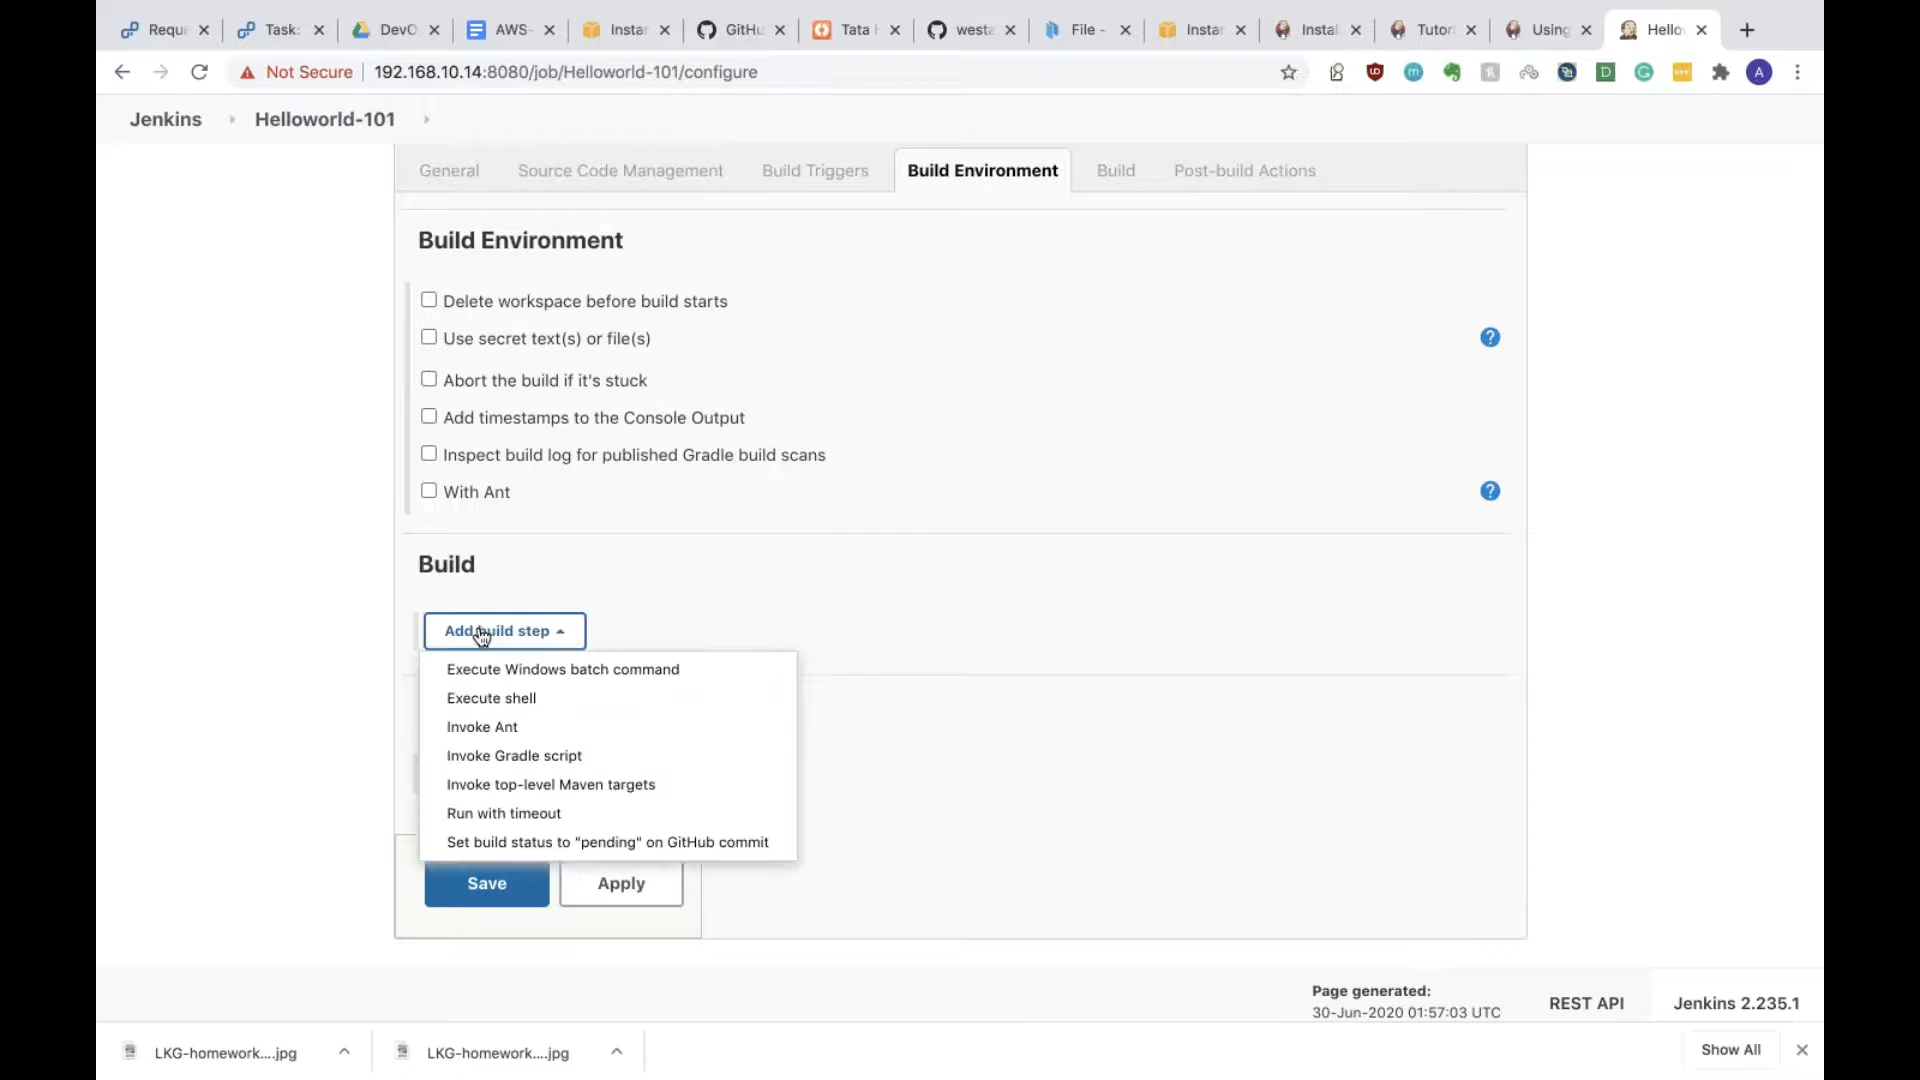 Reque
Task:
DevO
AWS-
Instar
GitHu
Tata
westa
File -
Instar
Instal
Tutor
Using
Hello
Not Secure
192.168.10.14:8080/job/Helloworld-101/configure
A
Jenkins
Helloworld-101
General
Source Code Management
Build Triggers
Build Environment
Build
Post-build Actions
Build Environment
Delete workspace before build starts
Use secret text(s) or file(s)
?
Abort the build if it's stuck
Add timestamps to the Console Output
Inspect build log for published Gradle build scans
With Ant
?
Build
Add build step
Execute Windows batch command
Execute shell
Invoke Ant
Invoke Gradle script
Invoke top-level Maven targets
Run with timeout
Set build status to "pending" on GitHub commit
Save
Apply
Page generated:
30-Jun-2020 01:57:03 UTC
REST API
Jenkins 2.235.1
LKG-homework....jpg
LKG-homework....jpg
Show All